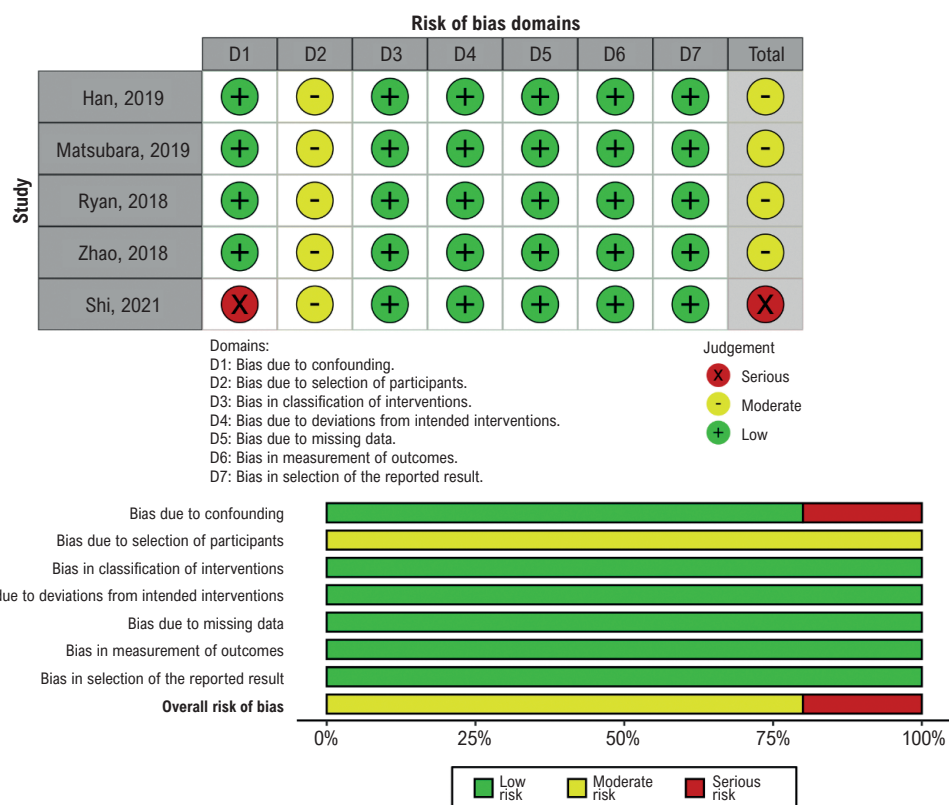 Risk of bias domains
D1 D2 D3 D4 D5 D6 D7 Total
Study
Han, 2019 + - + + + + + -
Matsubara, 2019 + - + + + + + -
Ryan, 2018 + - + + + + + -
Zhao, 2018 + - + + + + + -
Shi, 2021 X - + + + + + X
Domains:
D1: Bias due to confounding.
D2: Bias due to selection of participants.
D3: Bias in classification of interventions.
D4: Bias due to deviations from intended interventions.
D5: Bias due to missing data.
D6: Bias in measurement of outcomes.
D7: Bias in selection of the reported result.
Judgement
X Serious
- Moderate
+ Low
Bias due to confounding
Bias due to selection of participants
Bias in classification of interventions
due to deviations from intended interventions
Bias due to missing data
Bias in measurement of outcomes
Bias in selection of the reported result
Overall risk of bias
0% 25% 50% 75% 100%
Low risk
Moderate risk
Serious risk